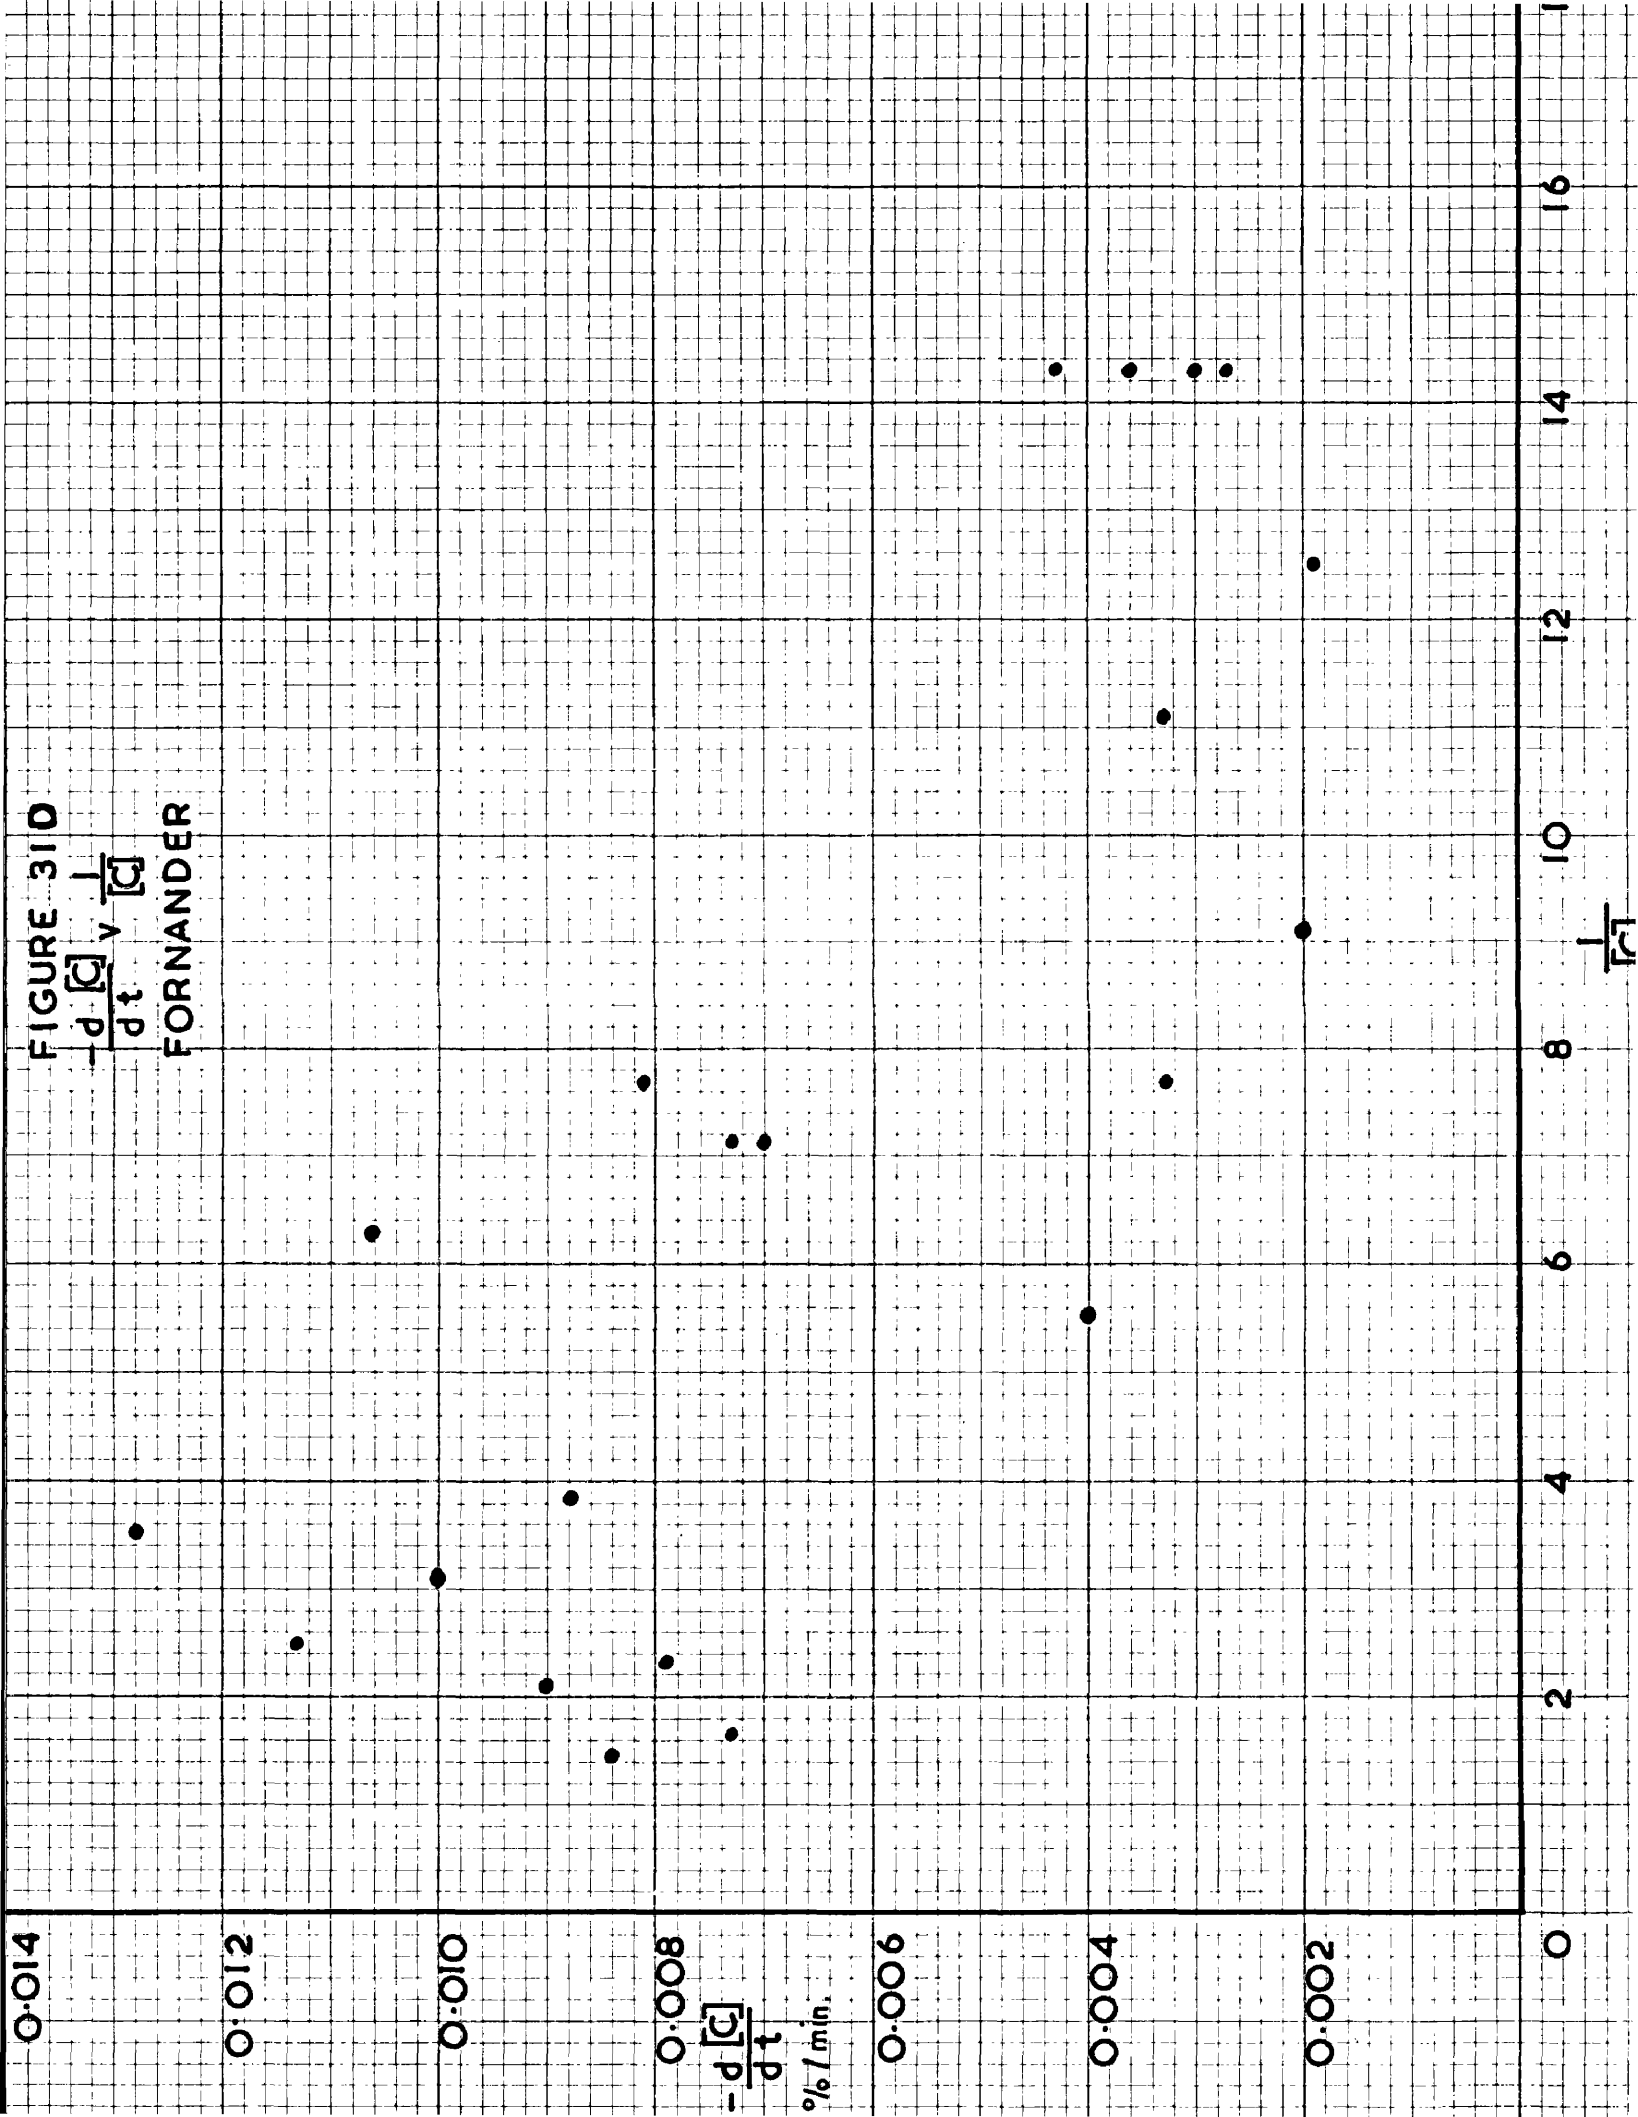 FIGURE 31D
-d [C] / dt v 1 / [C]
FORNANDER
0.014
0.012
0.010
0.008
-d [C] / dt
% / min.
0.006
0.004
0.002
0 2 4 6 8 10 12 14 16
1